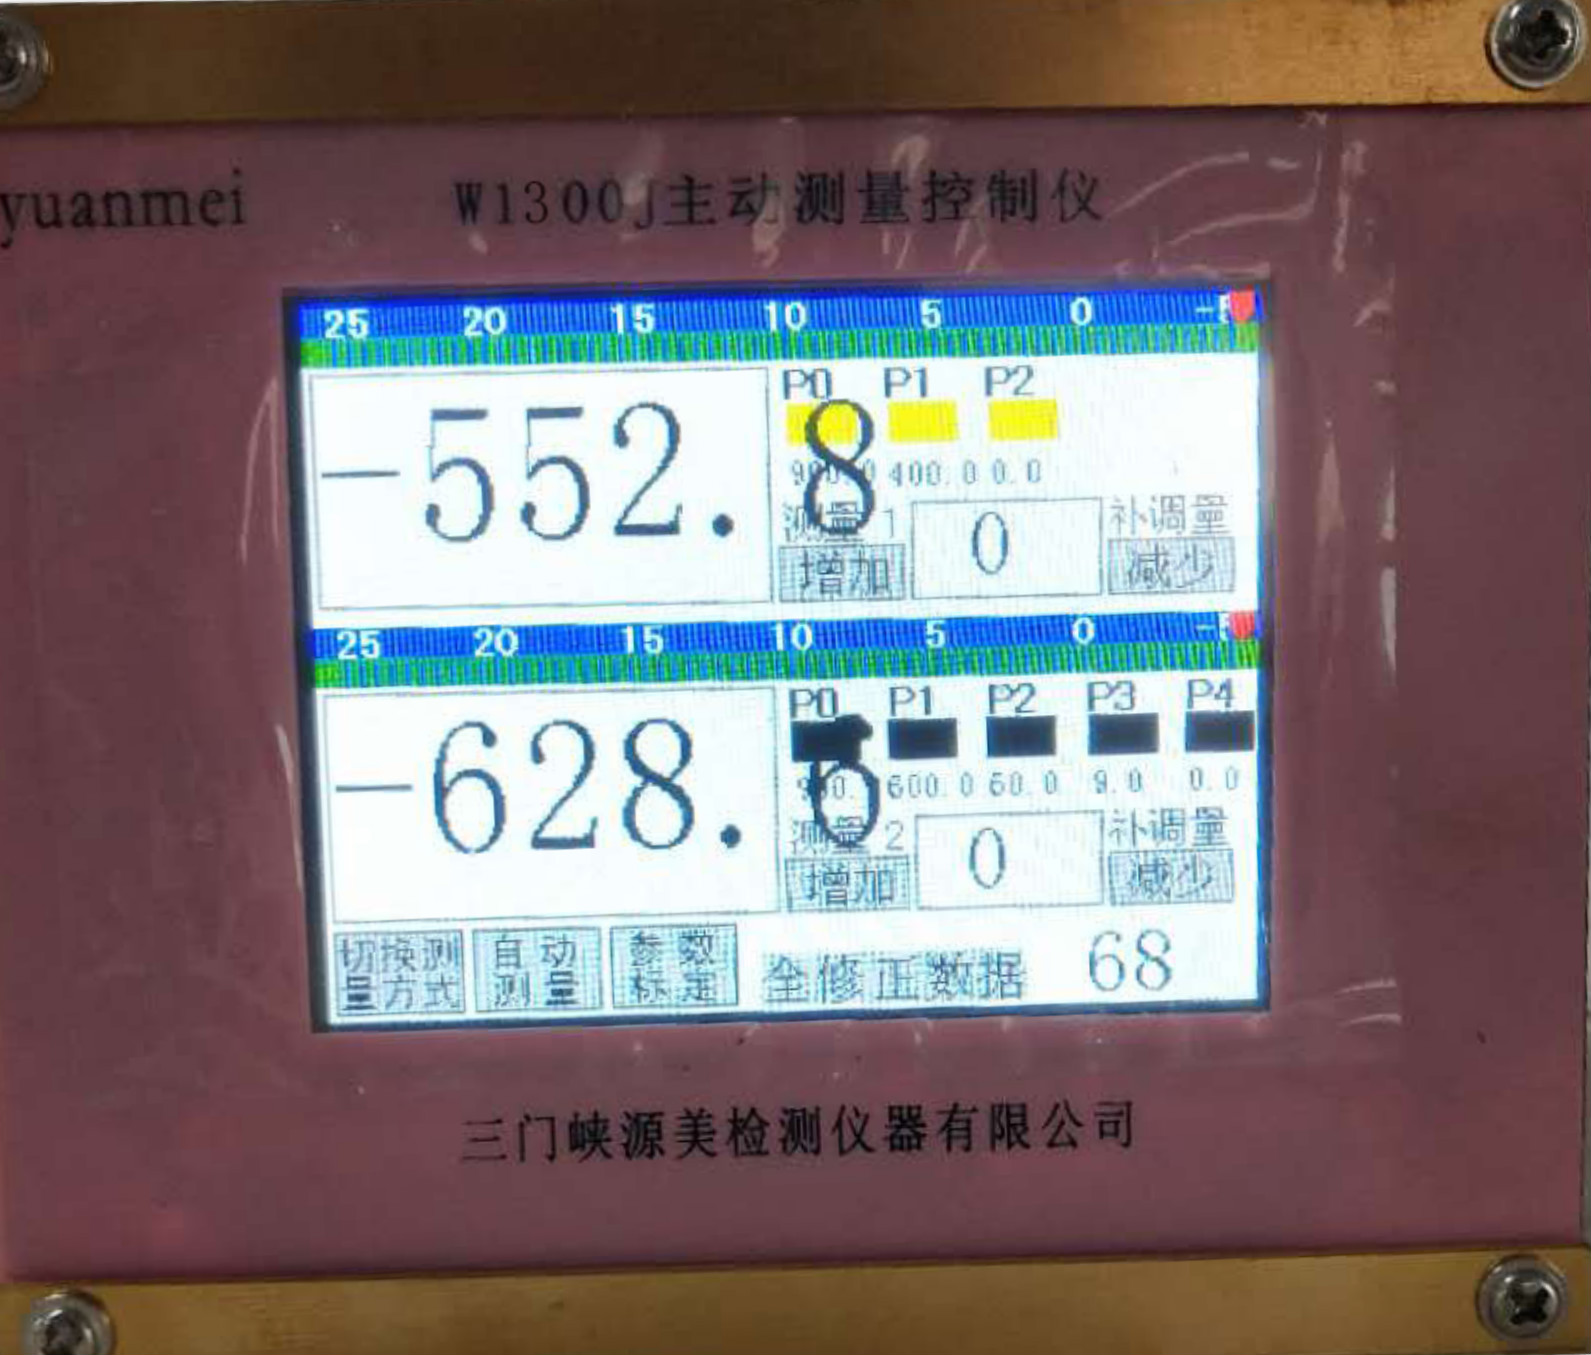 yuanmei W1300J主动测量控制仪
25 20 15 10 5 0
-552.8
P0 P1 P2
400.0 0.0
测量 1 0 补调量
增加 减少
25 20 15 10 5 0
-628.6
P0 P1 P2 P3 P4
600.0 60.0 9.0 0.0
测量 2 0 补调量
增加 减少
切换测 自动 参数 全修正数据 68
量方式 测量 标定
三门峡源美检测仪器有限公司